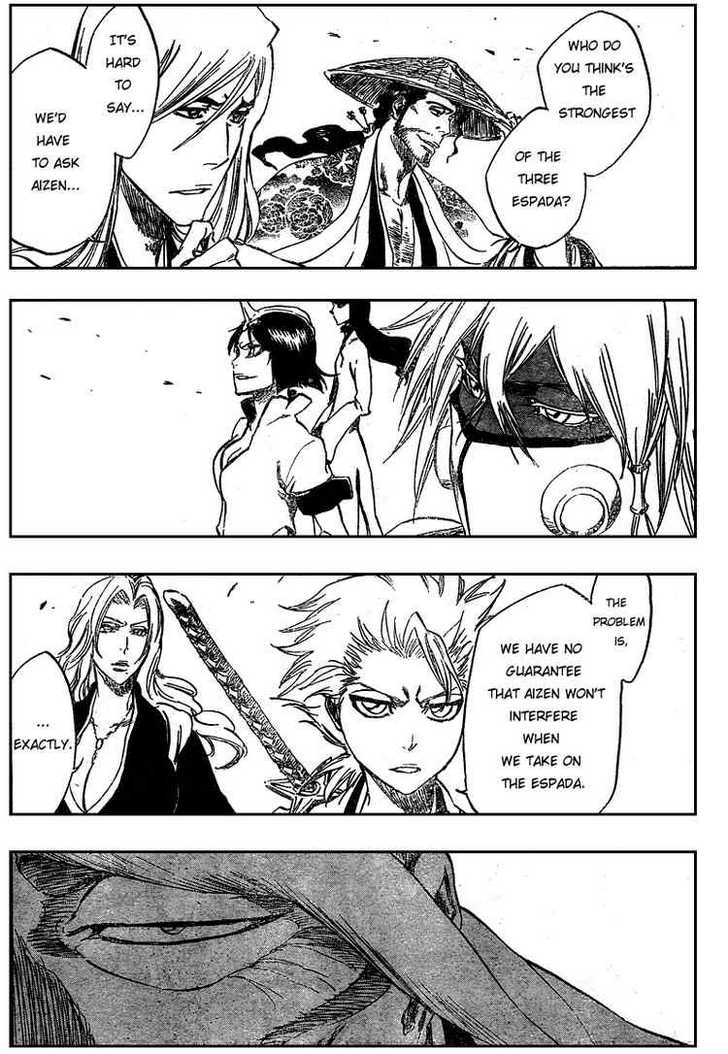 WHO DO
YOU THINK'S
THE
STRONGEST
OF THE
THREE
ESPADA?
IT'S
HARD
TO
SAY...
WE'D
HAVE
TO ASK
AIZEN...
THE
PROBLEM
IS,
WE HAVE NO
GUARANTEE
THAT AIZEN WON'T
INTERFERE
WHEN
WE TAKE ON
THE ESPADA.
...
EXACTLY.